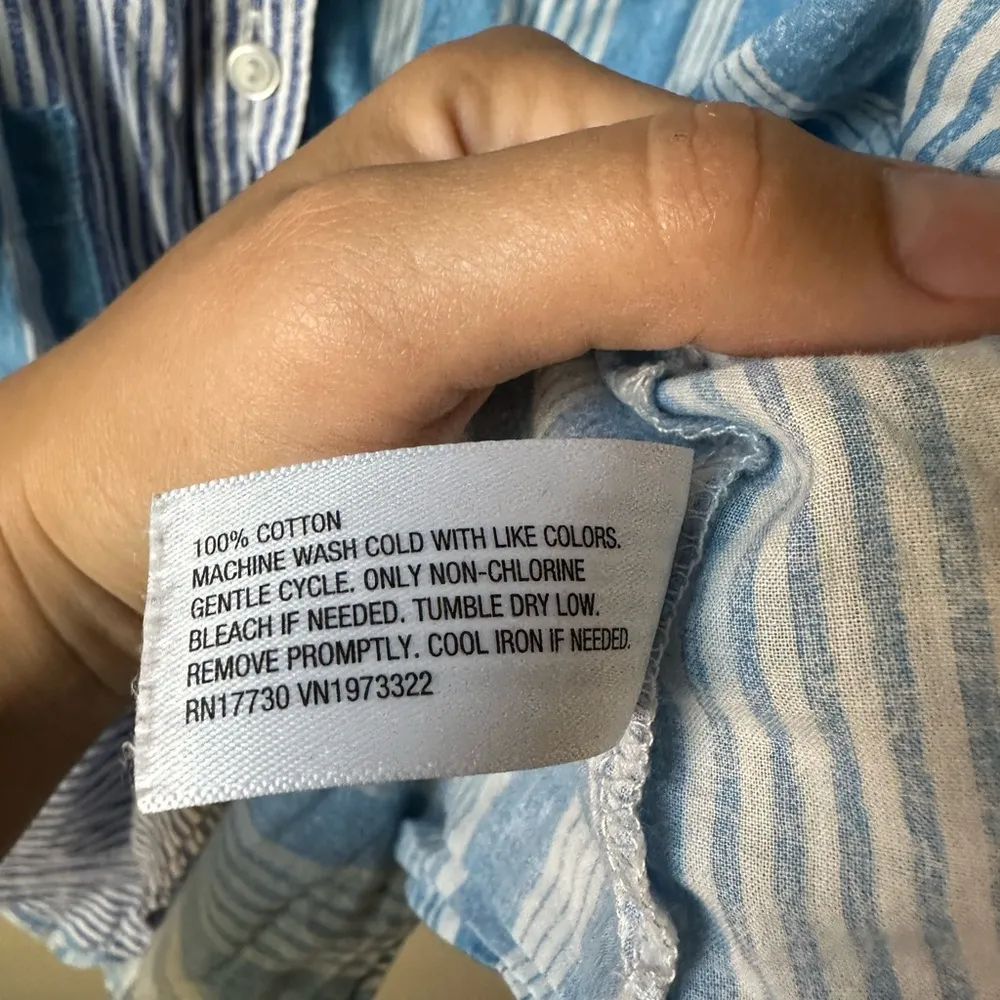 100% COTTON
MACHINE WASH COLD WITH LIKE COLORS.
GENTLE CYCLE. ONLY NON-CHLORINE
BLEACH IF NEEDED. TUMBLE DRY LOW.
REMOVE PROMPTLY. COOL IRON IF NEEDED.
RN17730 VN1973322